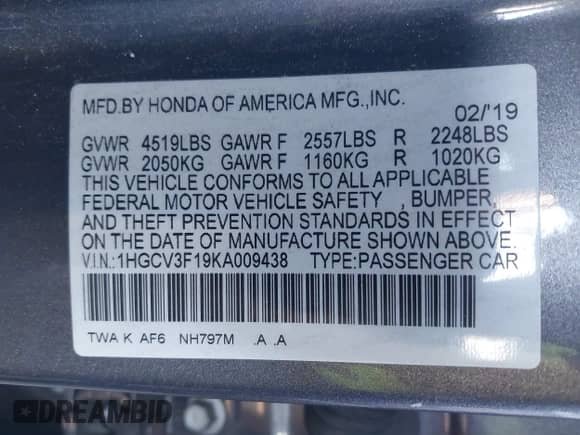 MFD.BY HONDA OF AMERICA MFG.,INC.
02/'19
GVWR 4519LBS GAWR F 2557LBS R 2248LBS
GVWR 2050KG GAWR F 1160KG R 1020KG
THIS VEHICLE CONFORMS TO ALL APPLICABLE
FEDERAL MOTOR VEHICLE SAFETY , BUMPER,
AND THEFT PREVENTION STANDARDS IN EFFECT
ON THE DATE OF MANUFACTURE SHOWN ABOVE.
V.I.N.:1HGCV3F19KA009438 TYPE:PASSENGER CAR
TWA K AF6 NH797M .A .A
DREAMBID